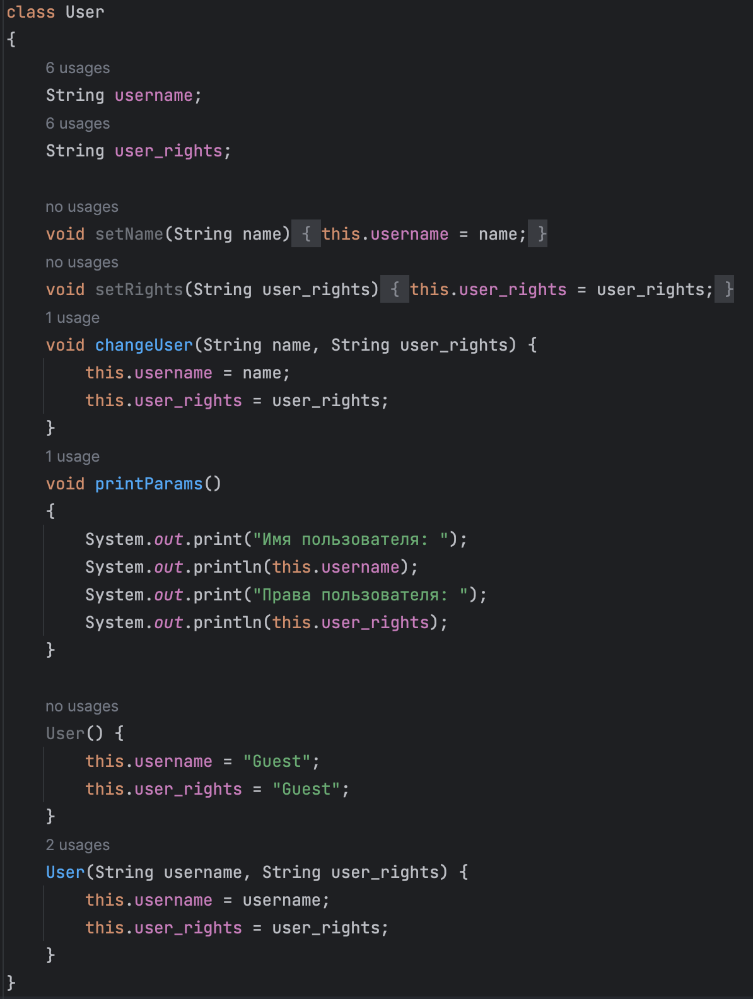 class User
{
6 usages
String username;
6 usages
String user_rights;
no usages
void setName(String name) { this.username = name; }
no usages
void setRights(String user_rights) { this.user_rights = user_rights; }
1 usage
void changeUser(String name, String user_rights) {
this.username = name;
this.user_rights = user_rights;
}
1 usage
void printParams()
{
System.out.print("Имя пользователя: ");
System.out.println(this.username);
System.out.print("Права пользователя: ");
System.out.println(this.user_rights);
}
no usages
User() {
this.username = "Guest";
this.user_rights = "Guest";
}
2 usages
User(String username, String user_rights) {
this.username = username;
this.user_rights = user_rights;
}
}